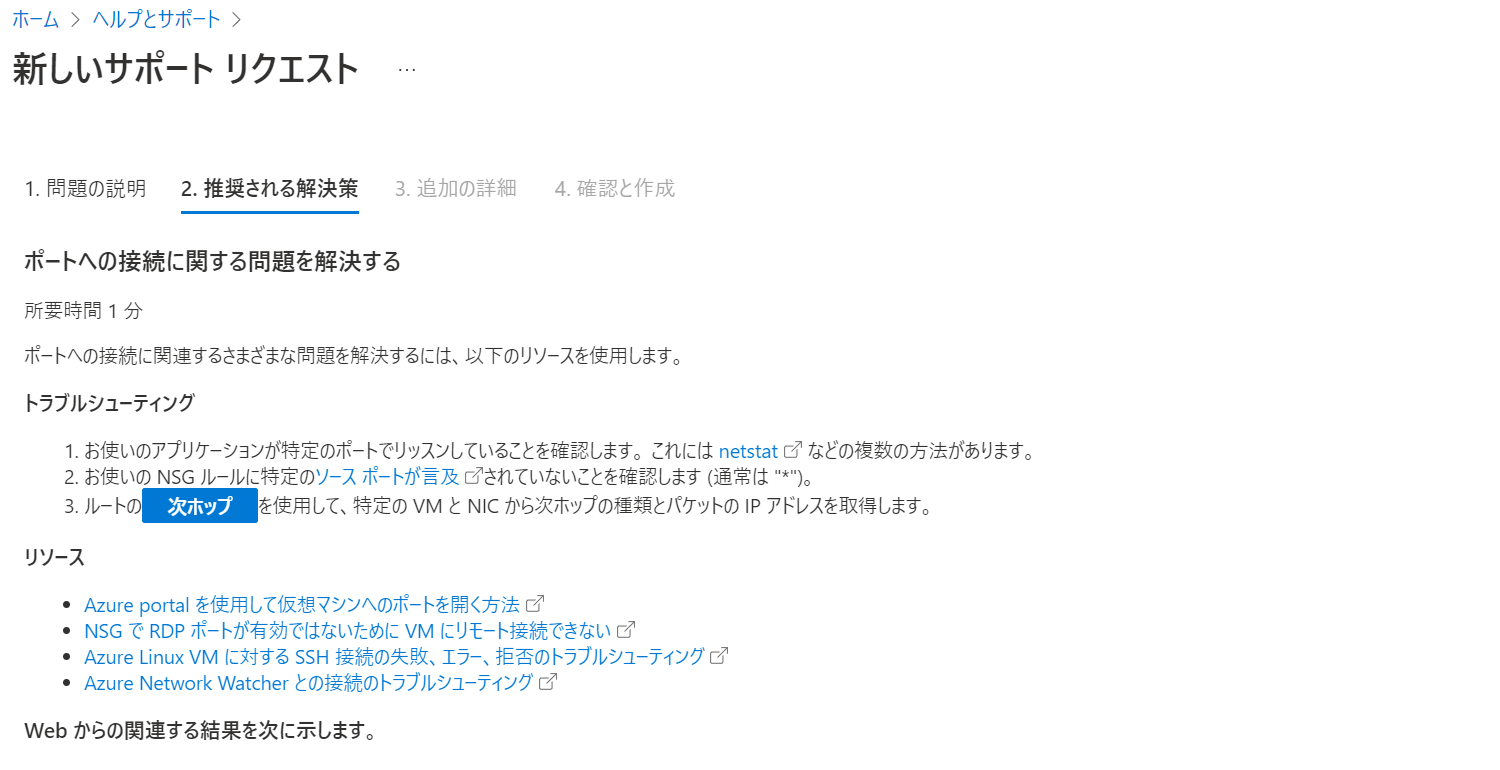 ホーム > ヘルプとサポート >
新しいサポート リクエスト ...
1. 問題の説明 2. 推奨される解決策 3. 追加の詳細 4. 確認と作成
ポートへの接続に関する問題を解決する
所要時間 1 分
ポートへの接続に関連するさまざまな問題を解決するには、以下のリソースを使用します。
トラブルシューティング
1. お使いのアプリケーションが特定のポートでリッスンしていることを確認します。これには netstat などの複数の方法があります。
2. お使いの NSG ルールに特定のソース ポートが言及されていないことを確認します (通常は "*")。
3. ルートの次ホップを使用して、特定の VM と NIC から次ホップの種類とパケットの IP アドレスを取得します。
リソース
• Azure portal を使用して仮想マシンへのポートを開く方法
• NSG で RDP ポートが有効ではないために VM にリモート接続できない
• Azure Linux VM に対する SSH 接続の失敗、エラー、拒否のトラブルシューティング
• Azure Network Watcher との接続のトラブルシューティング
Web からの関連する結果を次に示します。